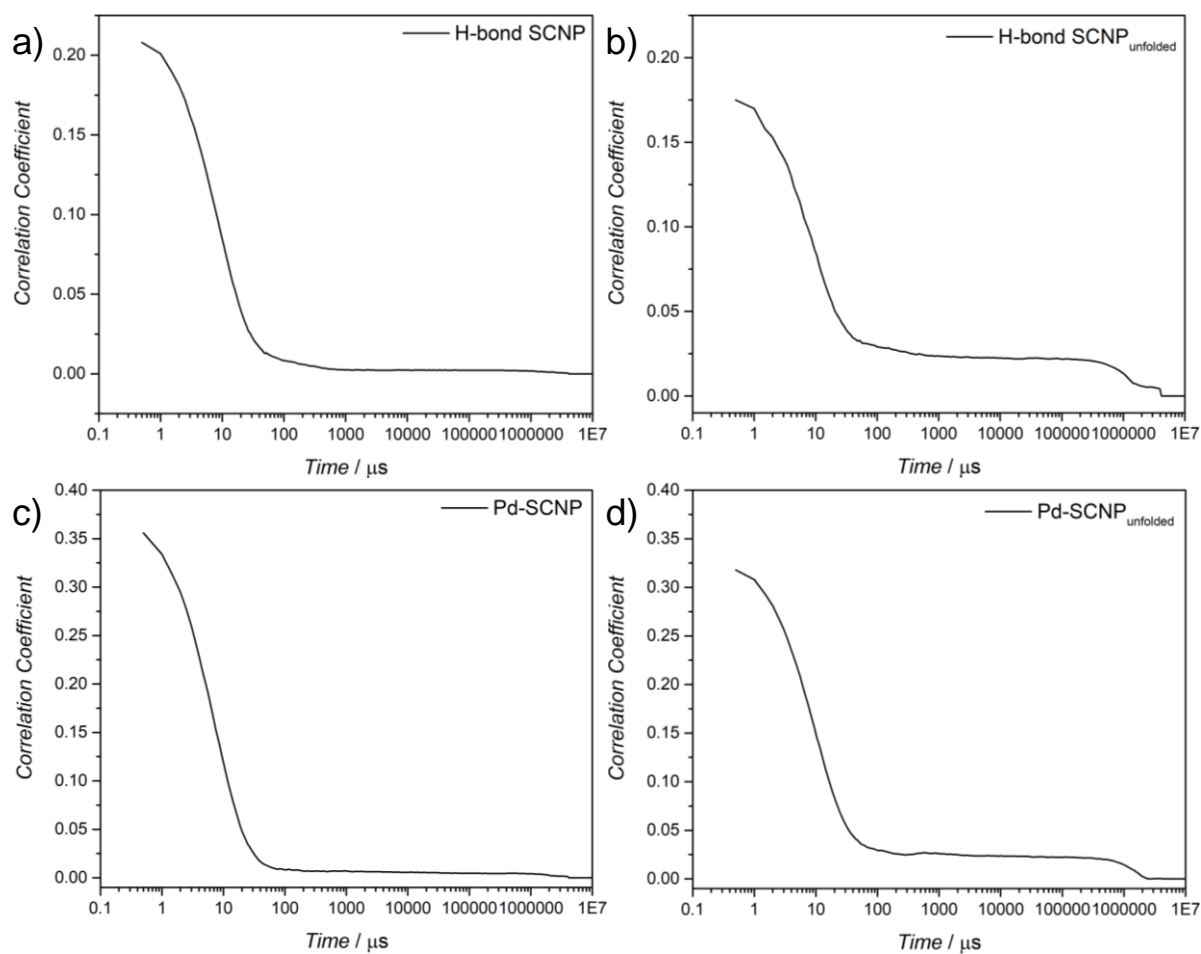 a)
H-bond SCNP
0.20
0.15
0.10
0.05
0.00
Correlation Coefficient
0.1 1 10 100 1000 10000 100000 1000000 1E7
Time / μs
b)
H-bond SCNP unfolded
0.20
0.15
0.10
0.05
0.00
Correlation Coefficient
0.1 1 10 100 1000 10000 100000 1000000 1E7
Time / μs
c)
Pd-SCNP
0.40
0.35
0.30
0.25
0.20
0.15
0.10
0.05
0.00
Correlation Coefficient
0.1 1 10 100 1000 10000 100000 1000000 1E7
Time / μs
d)
Pd-SCNP unfolded
0.40
0.35
0.30
0.25
0.20
0.15
0.10
0.05
0.00
Correlation Coefficient
0.1 1 10 100 1000 10000 100000 1000000 1E7
Time / μs